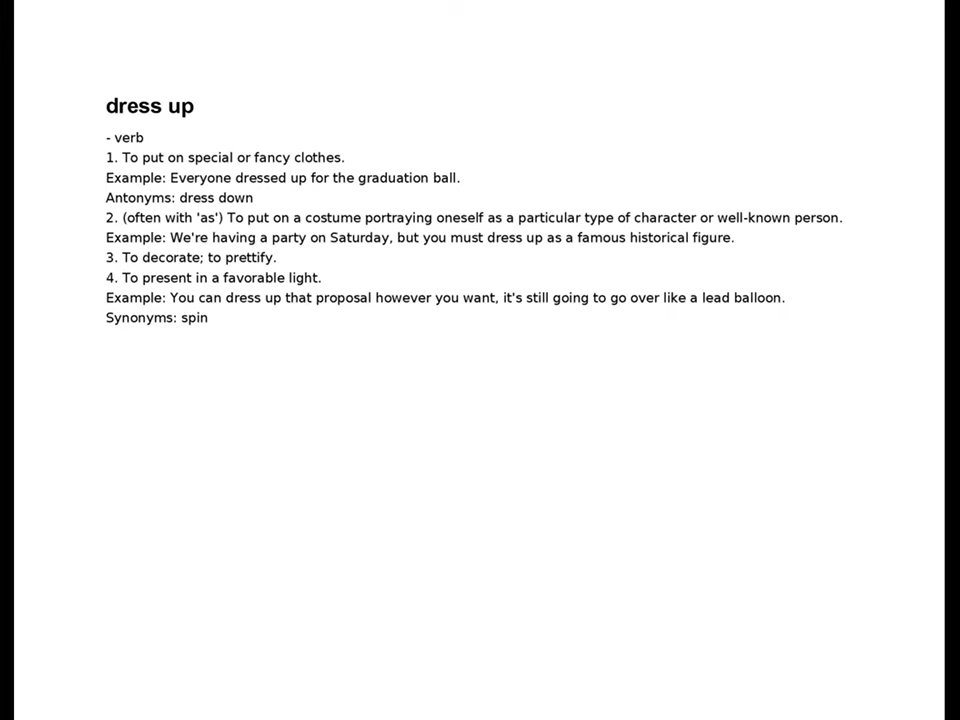 dress up
- verb
1. To put on special or fancy clothes.
Example: Everyone dressed up for the graduation ball.
Antonyms: dress down
2. (often with 'as') To put on a costume portraying oneself as a particular type of character or well-known person.
Example: We're having a party on Saturday, but you must dress up as a famous historical figure.
3. To decorate; to prettify.
4. To present in a favorable light.
Example: You can dress up that proposal however you want, it's still going to go over like a lead balloon.
Synonyms: spin